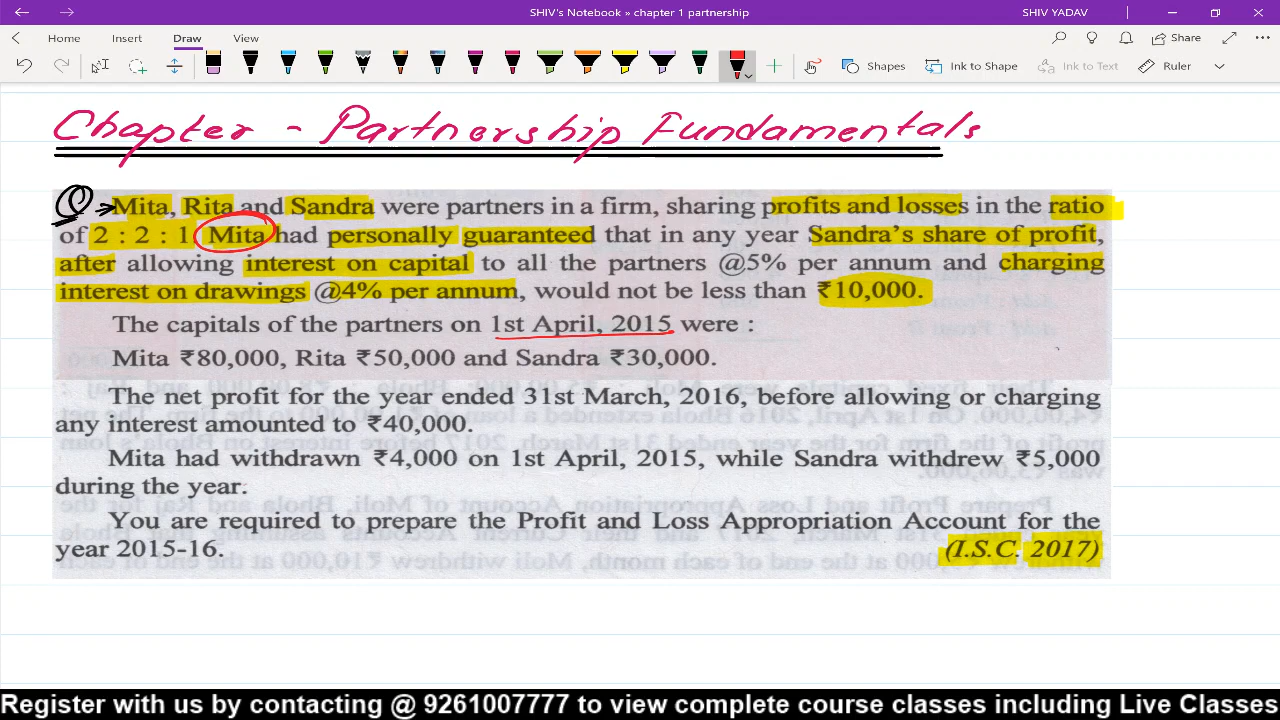 SHIV's Notebook » chapter 1 partnership
SHIV YADAV
Home Insert Draw View
Share
Shapes Ink to Shape Ink to Text Ruler
Chapter - Partnership Fundamentals
Q → Mita, Rita and Sandra were partners in a firm, sharing profits and losses in the ratio
of 2 : 2 : 1 Mita had personally guaranteed that in any year Sandra's share of profit,
after allowing interest on capital to all the partners @5% per annum and charging
interest on drawings @4% per annum, would not be less than ₹10,000.
The capitals of the partners on 1st April, 2015 were :
Mita ₹80,000, Rita ₹50,000 and Sandra ₹30,000.
The net profit for the year ended 31st March, 2016, before allowing or charging
any interest amounted to ₹40,000.
Mita had withdrawn ₹4,000 on 1st April, 2015, while Sandra withdrew ₹5,000
during the year.
You are required to prepare the Profit and Loss Appropriation Account for the
year 2015-16. (I.S.C. 2017)
Register with us by contacting @ 9261007777 to view complete course classes including Live Classes